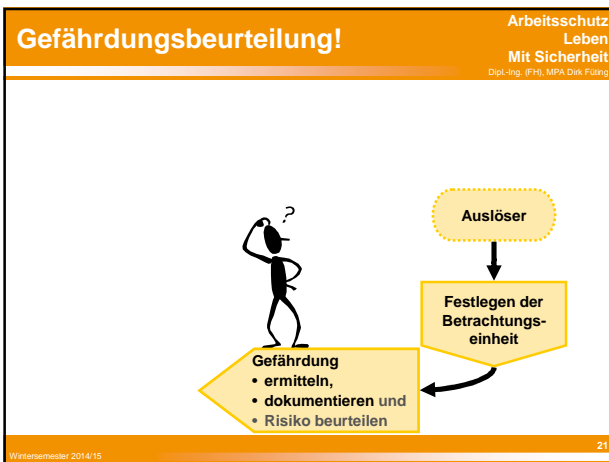 Gefährdungsbeurteilung!
Arbeitsschutz
Leben
Mit Sicherheit
Dipl.-Ing. (FH), MPA Dirk Füting
?
Auslöser
Festlegen der
Betrachtungs-
einheit
Gefährdung
• ermitteln,
• dokumentieren und
• Risiko beurteilen
Wintersemester 2014/15
21